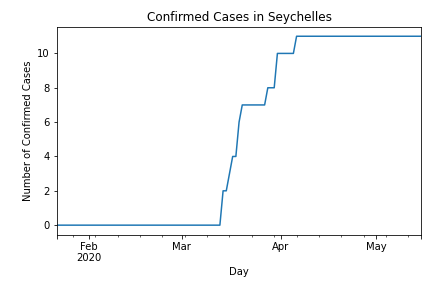 Confirmed Cases in Seychelles
Number of Confirmed Cases
10
8
6
4
2
0
Feb Mar Apr May
2020
Day